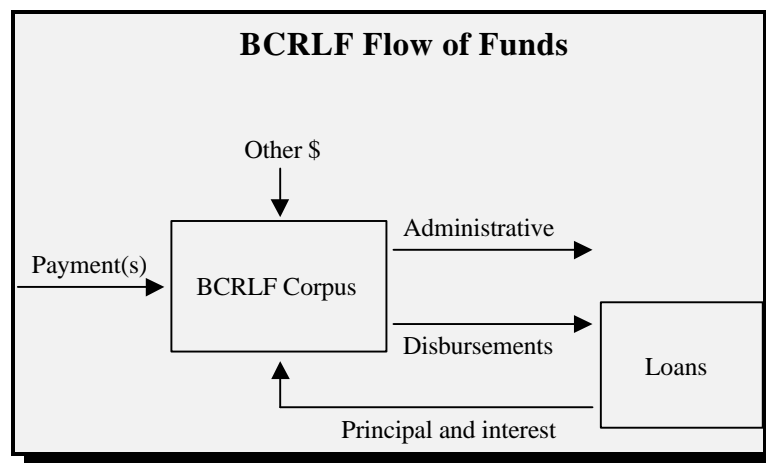 BCRLF Flow of Funds
Other $
Administrative
Payment(s)
BCRLF Corpus
Disbursements
Loans
Principal and interest